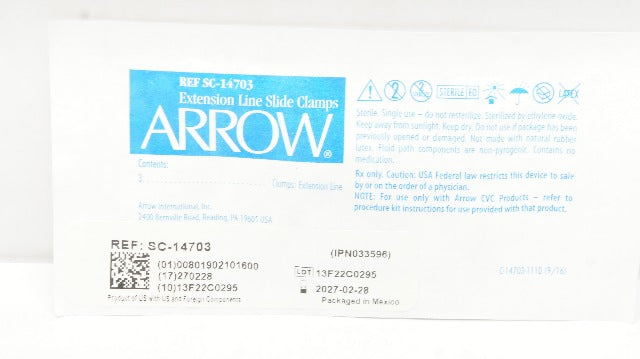 REF SC-14703
Extension Line Slide Clamps
ARROW®
Contents:
3. Clamps: Extension Line
Arrow International, Inc.
2400 Bernville Road, Reading, PA 19605 USA
2 2 STERILE EO LATEX
Sterile. Single use – do not resterilize. Sterilized by ethylene oxide.
Keep away from sunlight. Keep dry. Do not use if package has been
previously opened or damaged. Not made with natural rubber
latex. Fluid path components are non-pyrogenic. Contains no
medication.
Rx only. Caution: USA Federal law restricts this device to sale
by or on the order of a physician.
NOTE: For use only with Arrow CVC Products – refer to
procedure kit instructions for use provided with that product.
REF: SC-14703
(01)00801902101600
(17)270228
(10)13F22C0295
Product of US with US and Foreign Components
(IPN033596)
LOT 13F22C0295
2027-02-28
Packaged in Mexico
C-14703-111D (9/16)